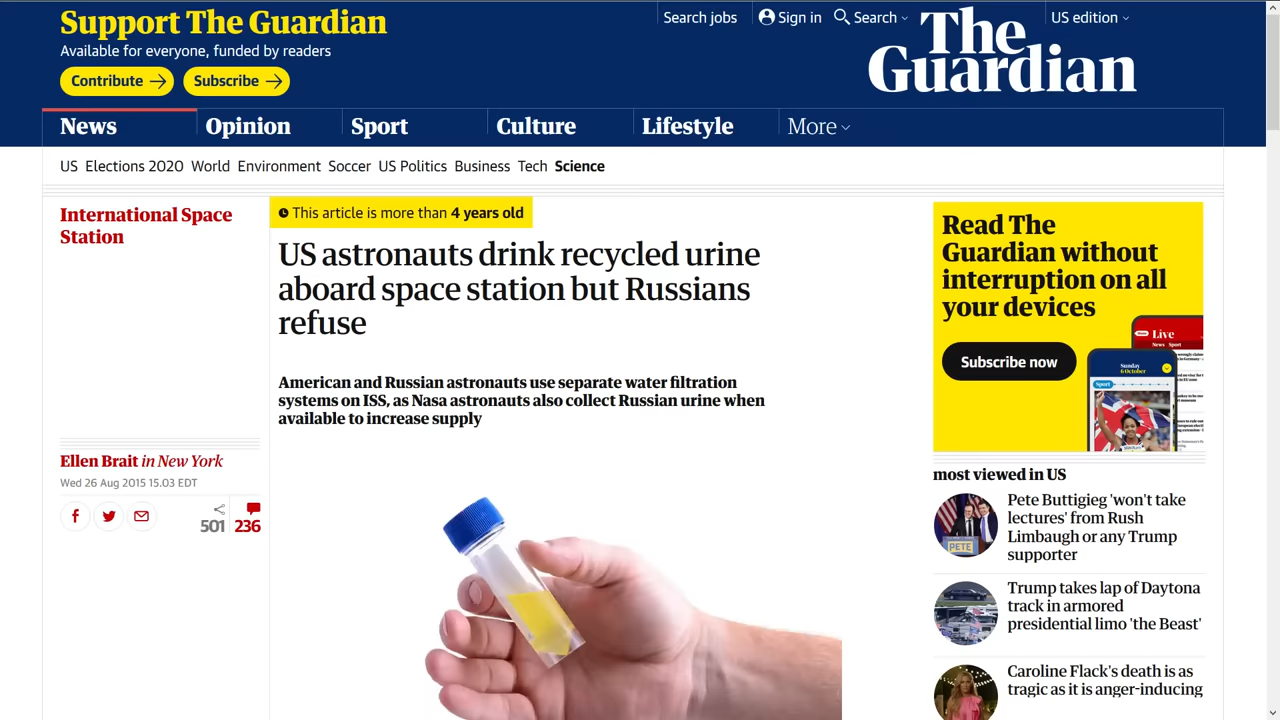 Support The Guardian
Available for everyone, funded by readers
Contribute
Subscribe
Search jobs
Sign in
Search
US edition
The
Guardian
News
Opinion
Sport
Culture
Lifestyle
More
US Elections 2020 World Environment Soccer US Politics Business Tech Science
International Space
Station
This article is more than 4 years old
US astronauts drink recycled urine
aboard space station but Russians
refuse
American and Russian astronauts use separate water filtration
systems on ISS, as Nasa astronauts also collect Russian urine when
available to increase supply
Ellen Brait in New York
Wed 26 Aug 2015 15.03 EDT
501
236
Read The
Guardian without
interruption on all
your devices
Subscribe now
Live
News Sport
Sunday
6 October
Sport
most viewed in US
Pete Buttigieg 'won't take
lectures' from Rush
Limbaugh or any Trump
supporter
PETE
Trump takes lap of Daytona
track in armored
presidential limo 'the Beast'
Caroline Flack's death is as
tragic as it is anger-inducing